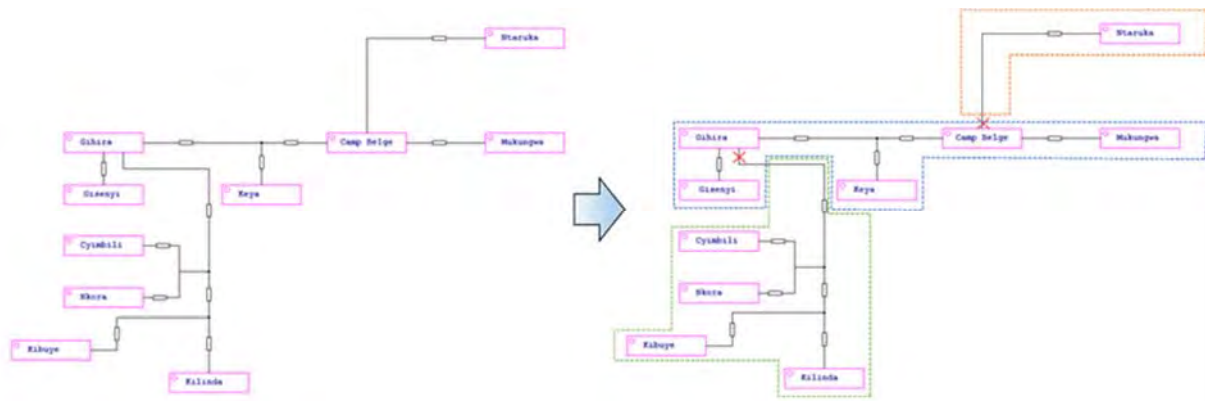 Ntaruka
Gihira
Camp Belge
Mukungwa
Gisenyi
Keya
Cyimbili
Nkora
Kibuye
Kilinda
Ntaruka
Gihira
Camp Belge
Mukungwa
Gisenyi
Keya
Cyimbili
Nkora
Kibuye
Kilinda